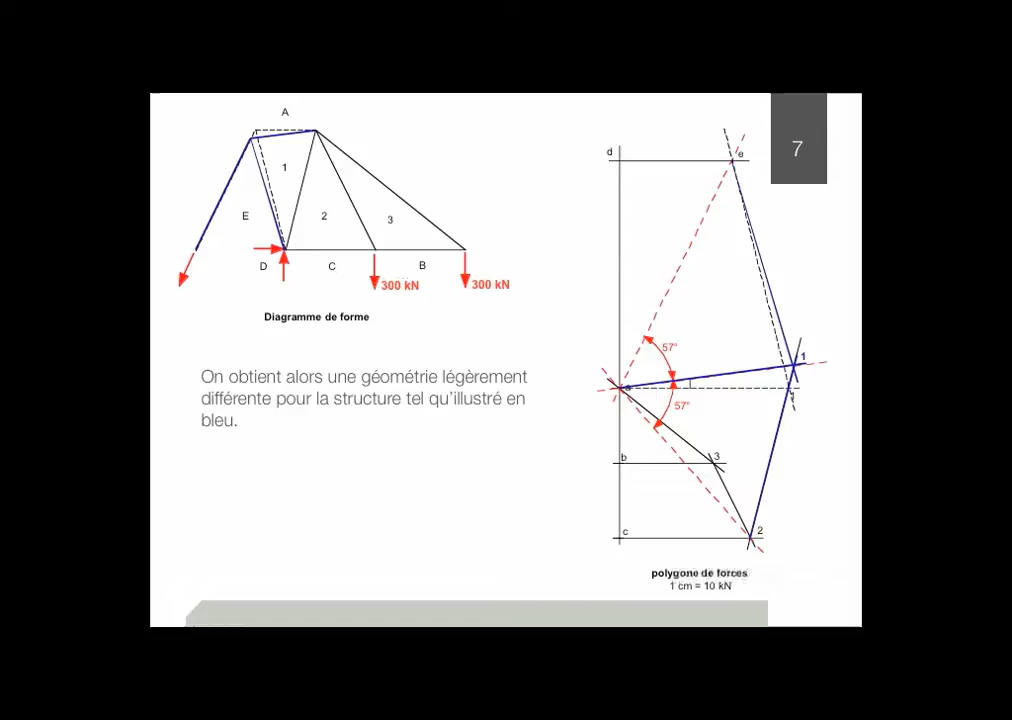 7
A
1
E
2
3
D
C
B
300 kN
300 kN
Diagramme de forme
On obtient alors une géométrie légèrement
différente pour la structure tel qu'illustré en
bleu.
d
e
57°
1
a
1
57°
b
3
c
2
polygone de forces
1 cm = 10 kN